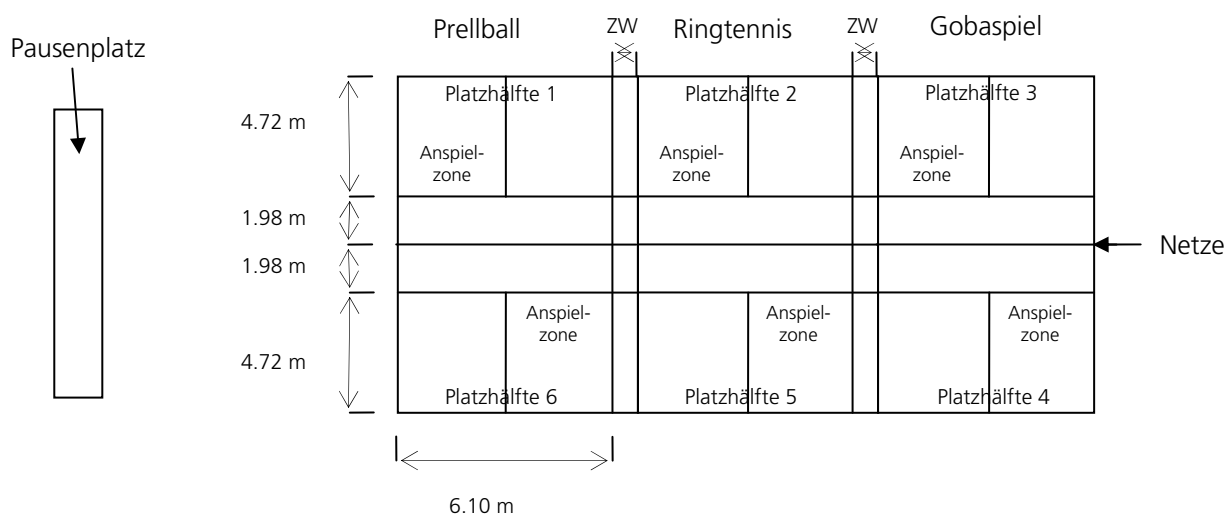 Prellball
ZW
Ringtennis
ZW
Gobaspiel
Pausenplatz
Platzhälfte 1
Platzhälfte 2
Platzhälfte 3
4.72 m
Anspiel-
zone
Anspiel-
zone
Anspiel-
zone
1.98 m
Netze
1.98 m
Anspiel-
zone
Anspiel-
zone
Anspiel-
zone
4.72 m
Platzhälfte 6
Platzhälfte 5
Platzhälfte 4
6.10 m